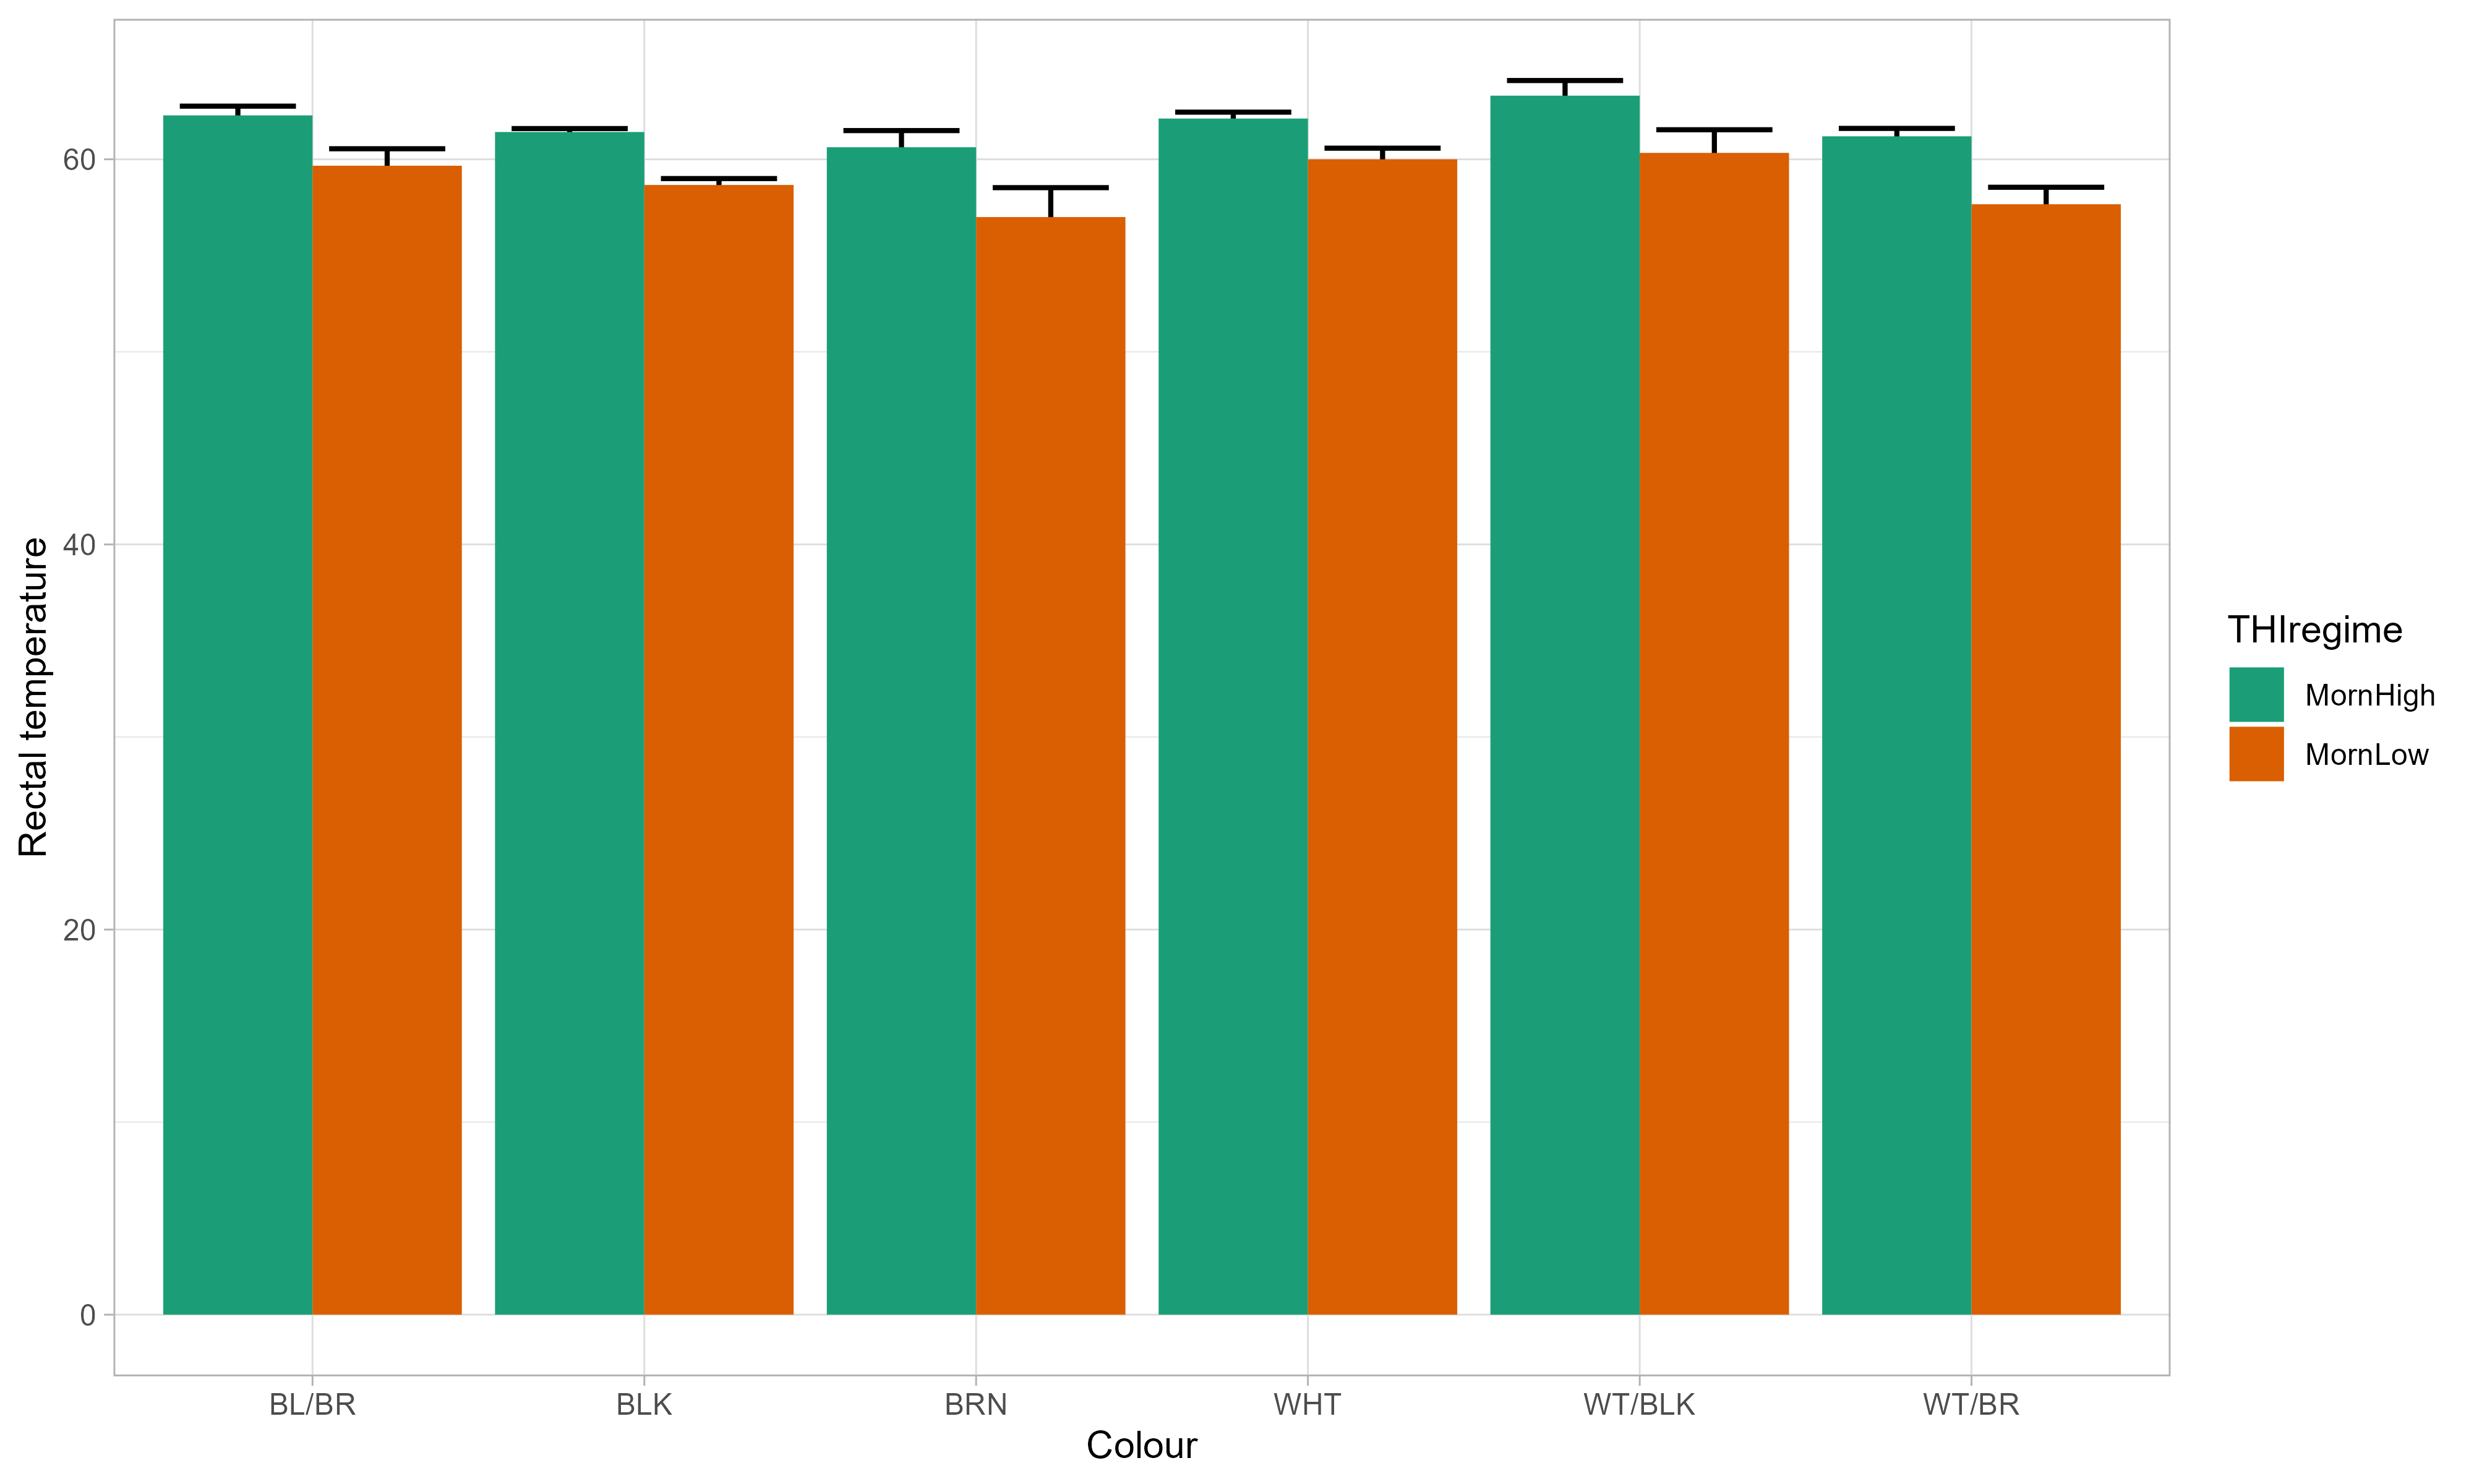 Rectal temperature
60
40
20
0
BL/BR BLK BRN WHT WT/BLK WT/BR
Colour
THIregime
MornHigh
MornLow